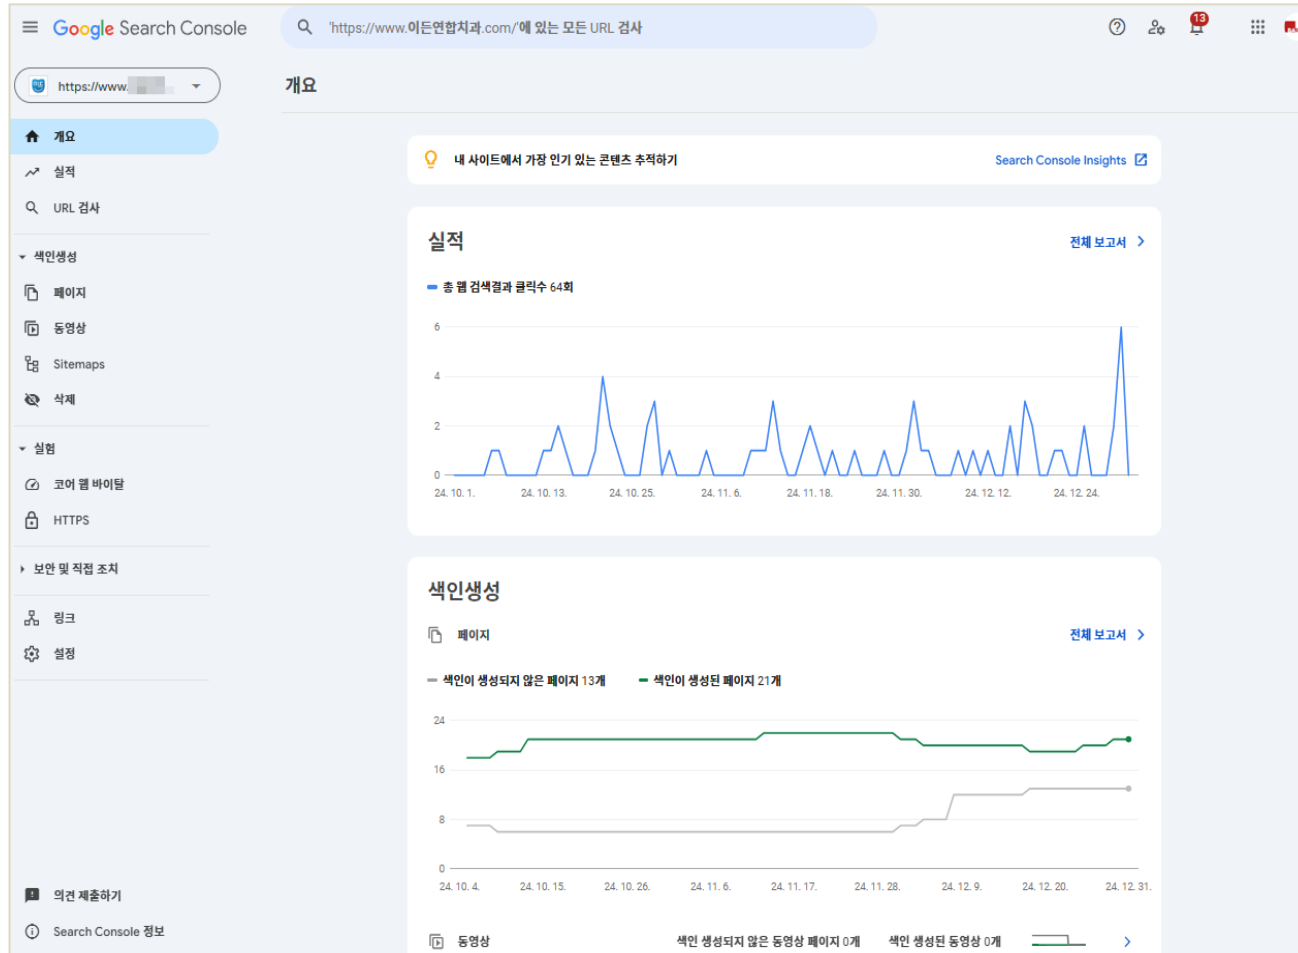 Google Search Console
'https://www.이든연합치과.com/'에 있는 모든 URL 검사
13
https://www.
개요
개요
실적
URL 검사
색인생성
페이지
동영상
Sitemaps
삭제
실험
코어 웹 바이탈
HTTPS
보안 및 직접 조치
링크
설정
의견 제출하기
Search Console 정보
내 사이트에서 가장 인기 있는 콘텐츠 추적하기
Search Console Insights
실적
전체 보고서
총 웹 검색결과 클릭수 64회
6
4
2
0
24. 10. 1. 24. 10. 13. 24. 10. 25. 24. 11. 6. 24. 11. 18. 24. 11. 30. 24. 12. 12. 24. 12. 24.
색인생성
페이지
전체 보고서
색인이 생성되지 않은 페이지 13개 색인이 생성된 페이지 21개
24
16
8
0
24. 10. 4. 24. 10. 15. 24. 10. 26. 24. 11. 6. 24. 11. 17. 24. 11. 28. 24. 12. 9. 24. 12. 20. 24. 12. 31.
동영상 색인 생성되지 않은 동영상 페이지 0개 색인 생성된 동영상 0개